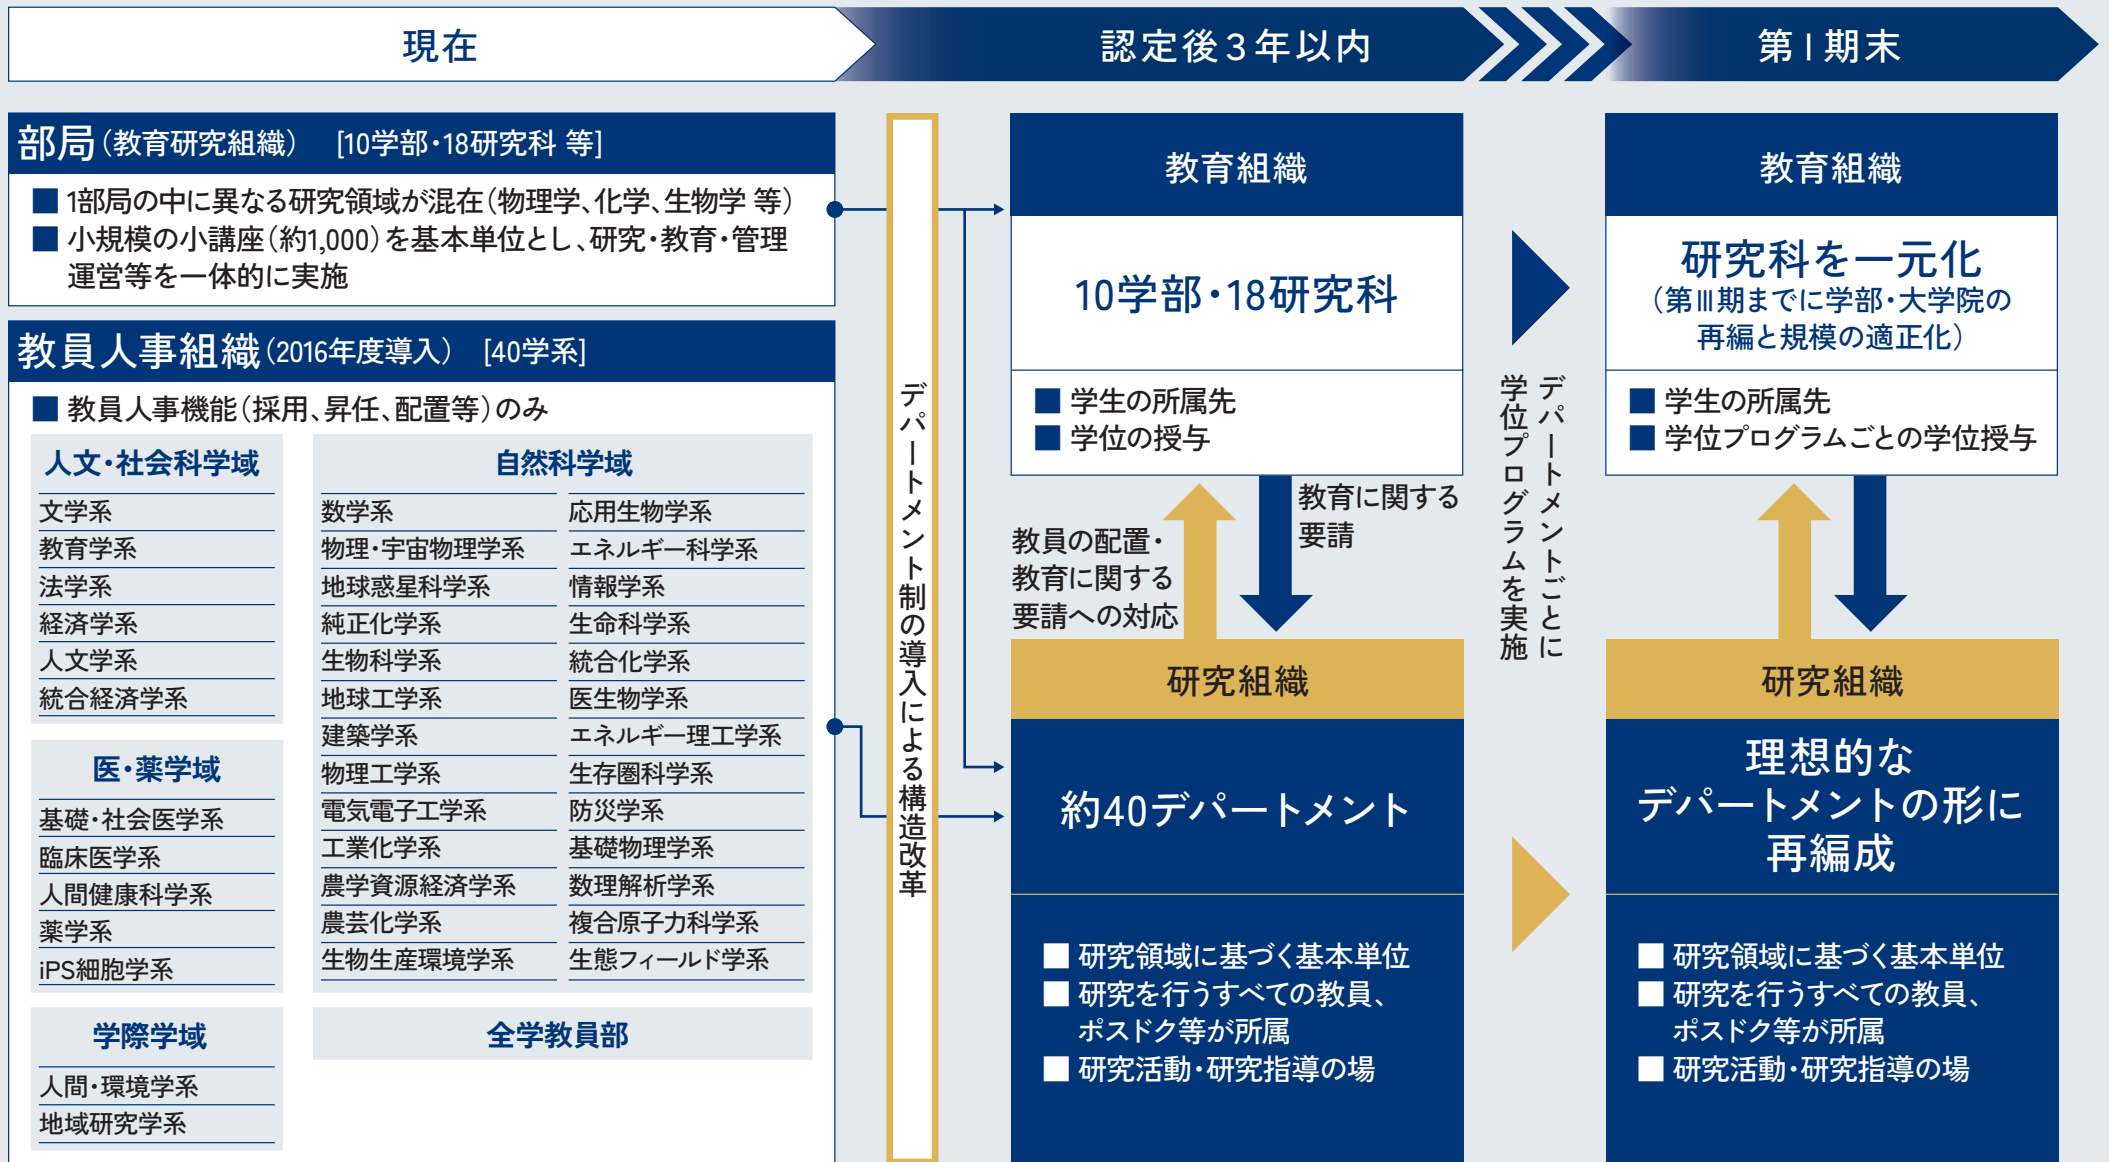 現在
認定後3年以内
第Ⅰ期末
部局（教育研究組織） [10学部・18研究科 等]
■ 1部局の中に異なる研究領域が混在（物理学、化学、生物学 等）
■ 小規模の小講座（約1,000）を基本単位とし、研究・教育・管理
運営等を一体的に実施
教員人事組織（2016年度導入） [40学系]
■ 教員人事機能（採用、昇任、配置等）のみ
人文・社会科学域
文学系
教育学系
法学系
経済学系
人文学系
統合経済学系
医・薬学域
基礎・社会医学系
臨床医学系
人間健康科学系
薬学系
iPS細胞学系
学際学域
人間・環境学系
地域研究学系
自然科学域
数学系
物理・宇宙物理学系
地球惑星科学系
純正化学系
生物科学系
地球工学系
建築学系
物理工学系
電気電子工学系
工業化学系
農学資源経済学系
農芸化学系
生物生産環境学系
応用生物学系
エネルギー科学系
情報学系
生命科学系
統合化学系
医生物学系
エネルギー理工学系
生存圏科学系
防災学系
基礎物理学系
数理解析学系
複合原子力科学系
生態フィールド学系
全学教員部
デパートメント制の導入による構造改革
教育組織
10学部・18研究科
■ 学生の所属先
■ 学位の授与
教員の配置・
教育に関する
要請への対応
教育に関する
要請
研究組織
約40デパートメント
■ 研究領域に基づく基本単位
■ 研究を行うすべての教員、
ポスドク等が所属
■ 研究活動・研究指導の場
デパートメントごとに
学位プログラムを実施
教育組織
研究科を一元化
（第Ⅲ期までに学部・大学院の
再編と規模の適正化）
■ 学生の所属先
■ 学位プログラムごとの学位授与
研究組織
理想的な
デパートメントの形に
再編成
■ 研究領域に基づく基本単位
■ 研究を行うすべての教員、
ポスドク等が所属
■ 研究活動・研究指導の場